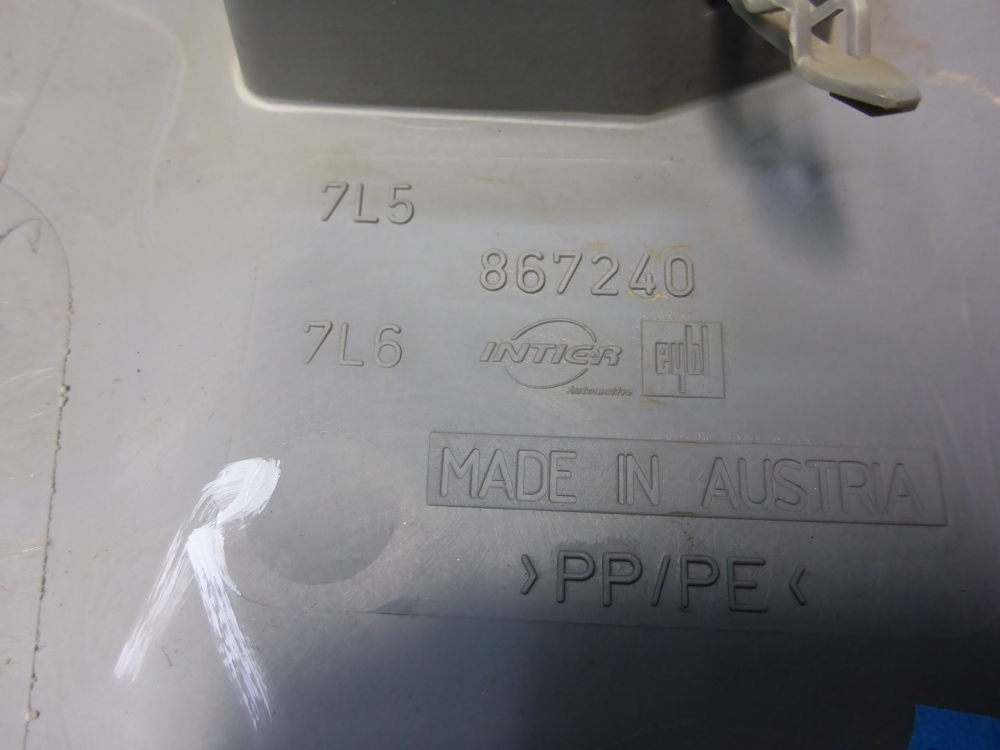 7L5
867240
7L6 INTIER Automotive eybl
MADE IN AUSTRIA
>PP/PE<
R